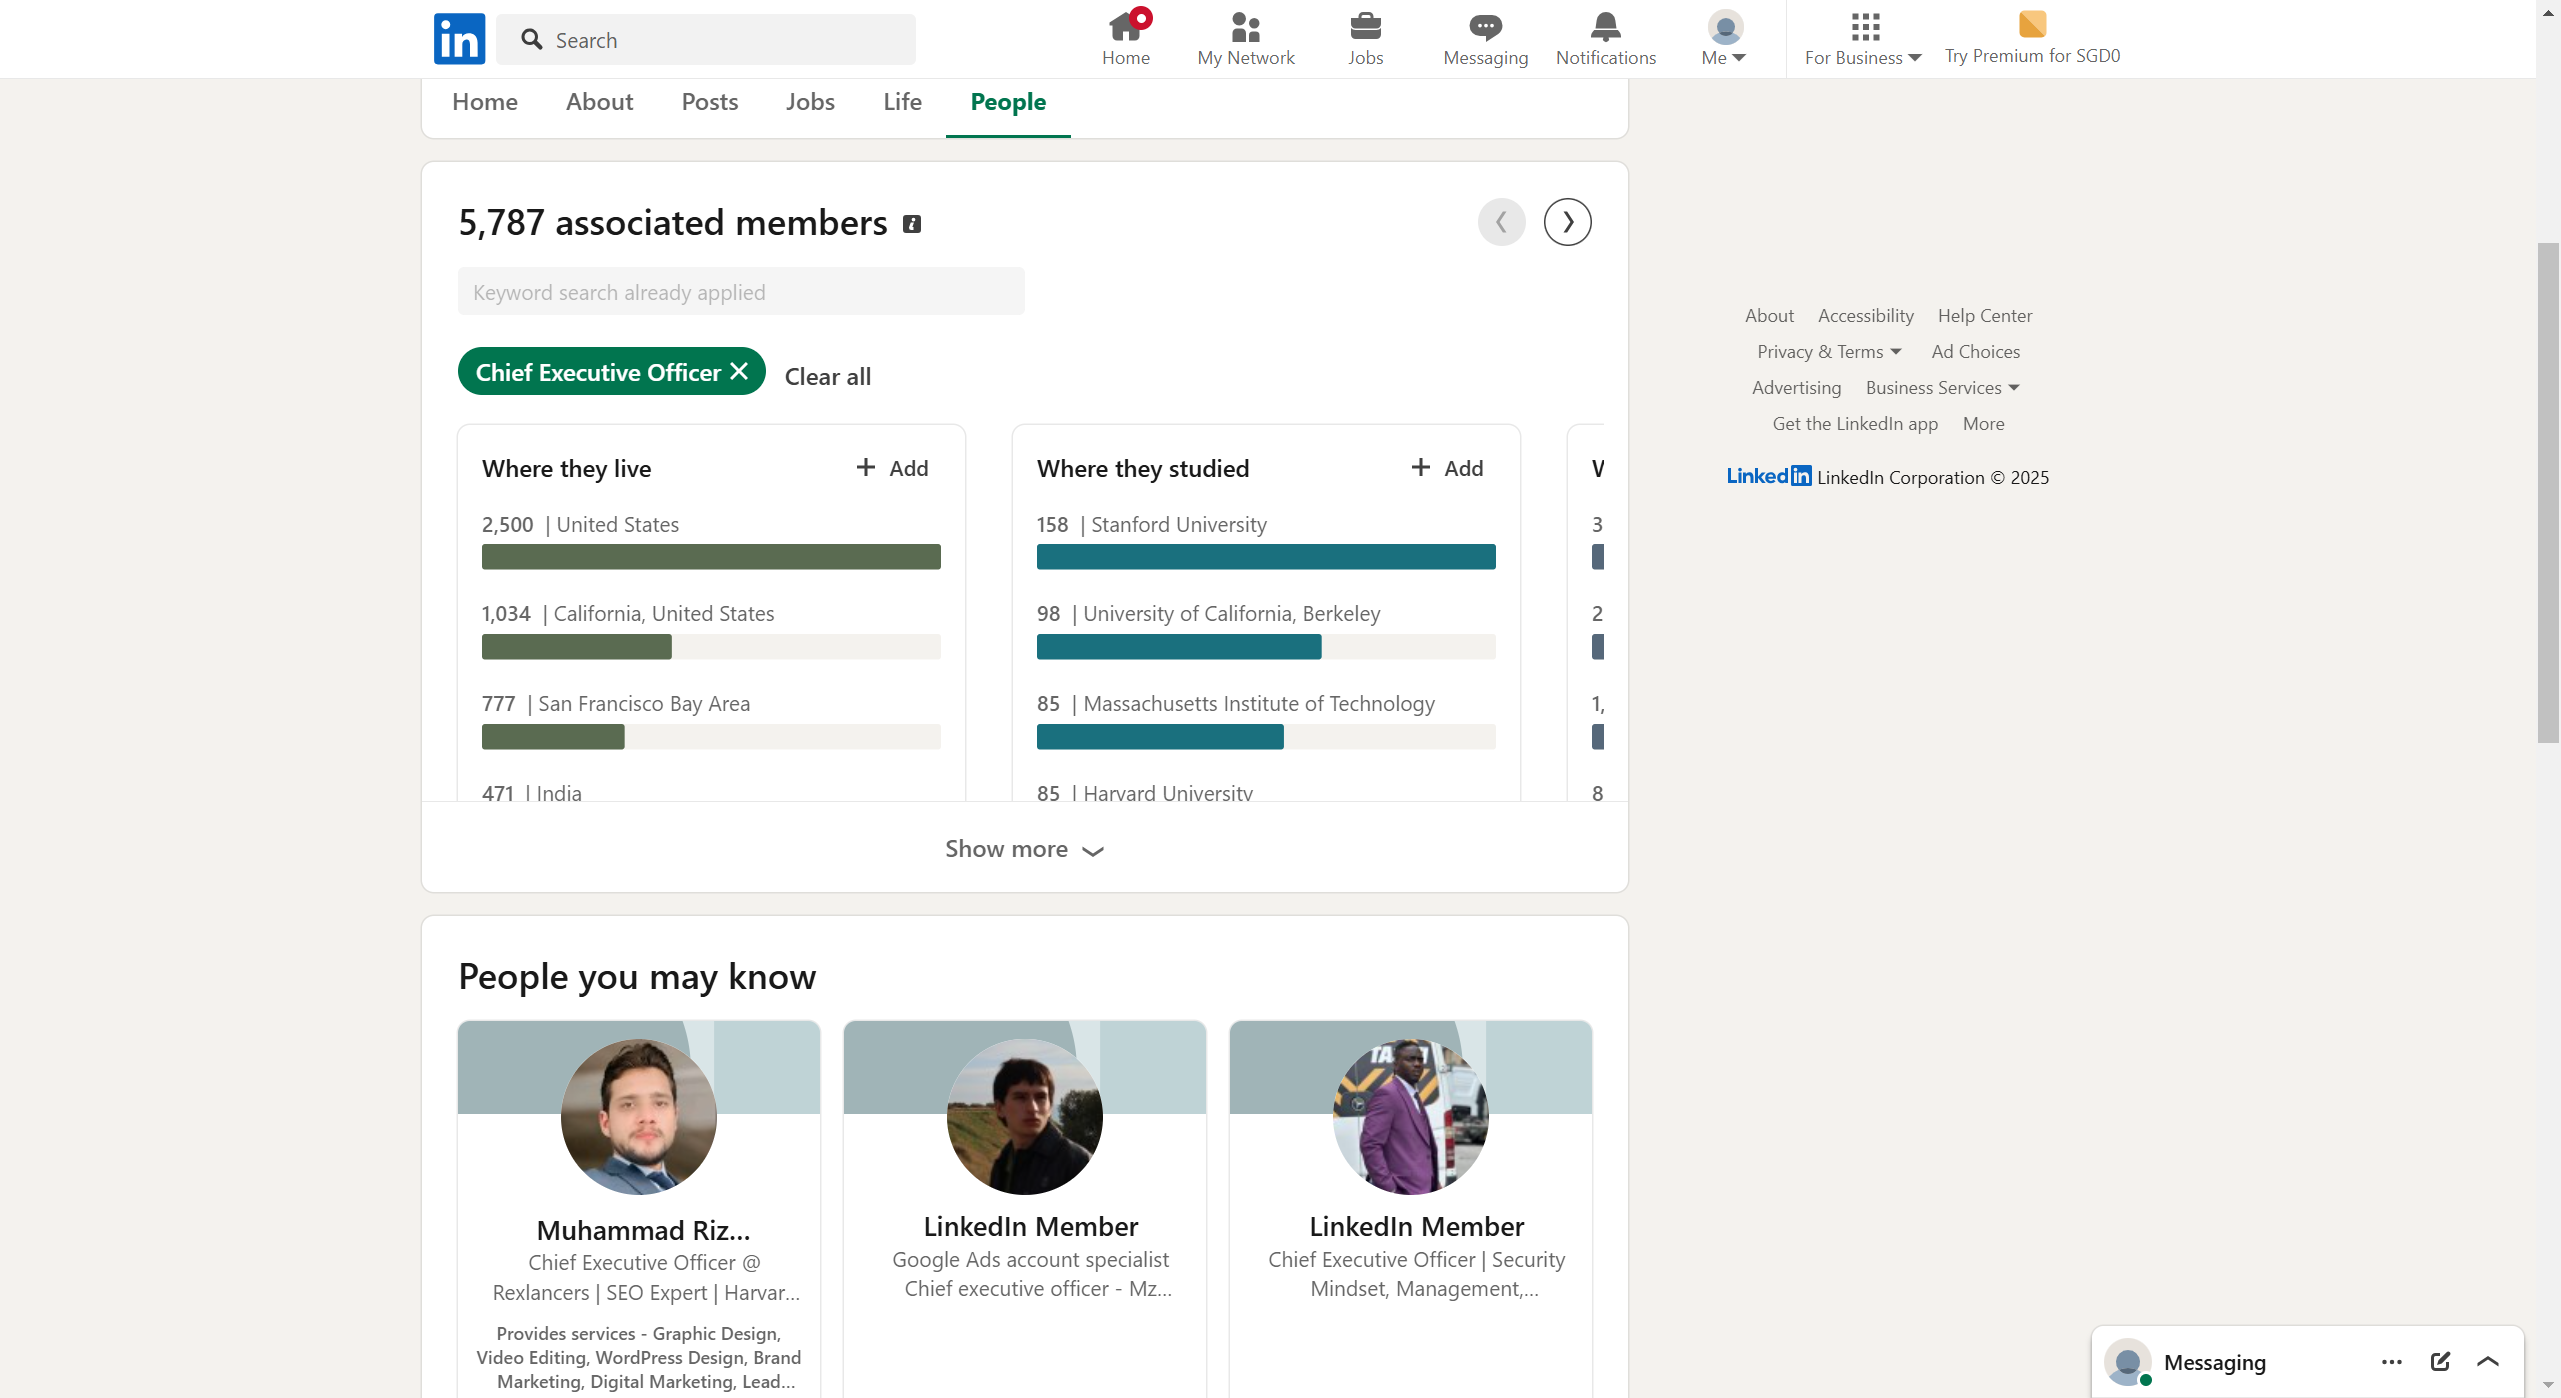 in Search
Home My Network Jobs Messaging Notifications Me For Business Try Premium for SGD0
Home About Posts Jobs Life People
5,787 associated members
Keyword search already applied
Chief Executive Officer Clear all
Where they live + Add
2,500 | United States
1,034 | California, United States
777 | San Francisco Bay Area
471 | India
Where they studied + Add
158 | Stanford University
98 | University of California, Berkeley
85 | Massachusetts Institute of Technology
85 | Harvard University
3
2
1,
8
Show more
About Accessibility Help Center
Privacy & Terms Ad Choices
Advertising Business Services
Get the LinkedIn app More
LinkedIn LinkedIn Corporation © 2025
People you may know
Muhammad Riz...
Chief Executive Officer @
Rexlancers | SEO Expert | Harvar...
Provides services - Graphic Design,
Video Editing, WordPress Design, Brand
Marketing, Digital Marketing, Lead...
LinkedIn Member
Google Ads account specialist
Chief executive officer - Mz...
LinkedIn Member
Chief Executive Officer | Security
Mindset, Management,...
Messaging